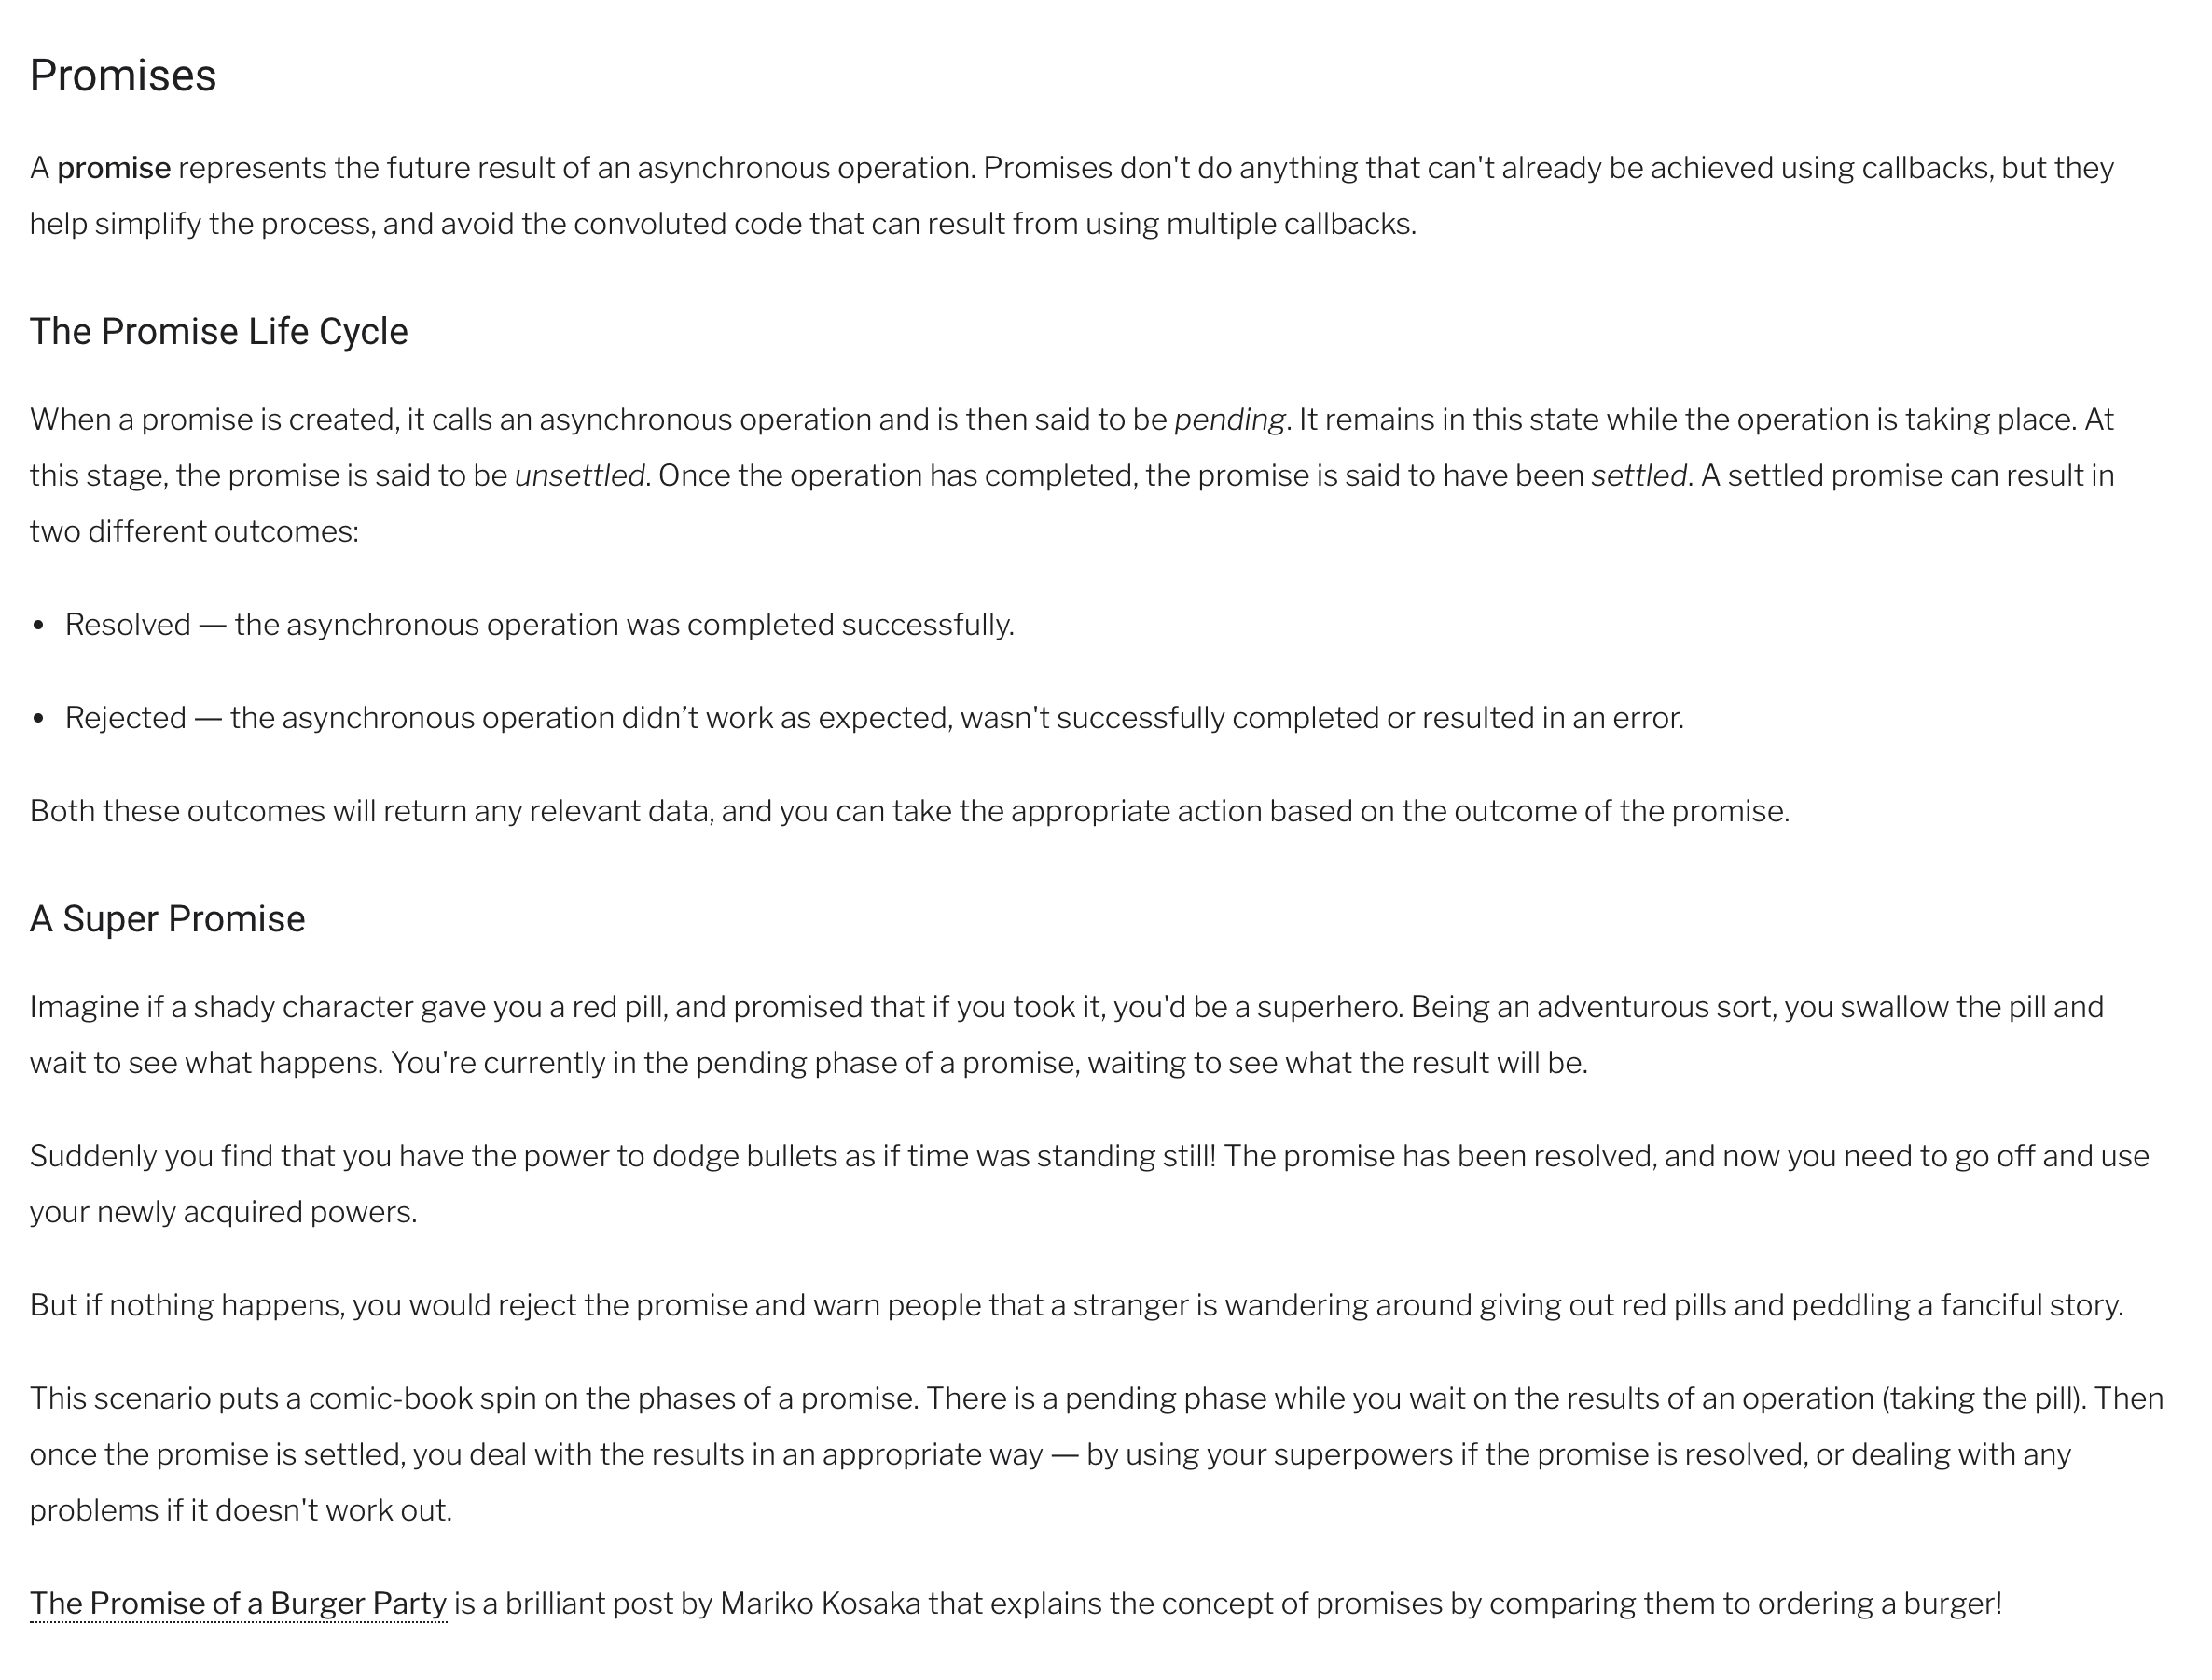 Promises
A promise represents the future result of an asynchronous operation. Promises don't do anything that can't already be achieved using callbacks, but they
help simplify the process, and avoid the convoluted code that can result from using multiple callbacks.
The Promise Life Cycle
When a promise is created, it calls an asynchronous operation and is then said to be pending. It remains in this state while the operation is taking place. At
this stage, the promise is said to be unsettled. Once the operation has completed, the promise is said to have been settled. A settled promise can result in
two different outcomes:
• Resolved — the asynchronous operation was completed successfully.
• Rejected — the asynchronous operation didn’t work as expected, wasn't successfully completed or resulted in an error.
Both these outcomes will return any relevant data, and you can take the appropriate action based on the outcome of the promise.
A Super Promise
Imagine if a shady character gave you a red pill, and promised that if you took it, you'd be a superhero. Being an adventurous sort, you swallow the pill and
wait to see what happens. You're currently in the pending phase of a promise, waiting to see what the result will be.
Suddenly you find that you have the power to dodge bullets as if time was standing still! The promise has been resolved, and now you need to go off and use
your newly acquired powers.
But if nothing happens, you would reject the promise and warn people that a stranger is wandering around giving out red pills and peddling a fanciful story.
This scenario puts a comic-book spin on the phases of a promise. There is a pending phase while you wait on the results of an operation (taking the pill). Then
once the promise is settled, you deal with the results in an appropriate way — by using your superpowers if the promise is resolved, or dealing with any
problems if it doesn't work out.
The Promise of a Burger Party is a brilliant post by Mariko Kosaka that explains the concept of promises by comparing them to ordering a burger!